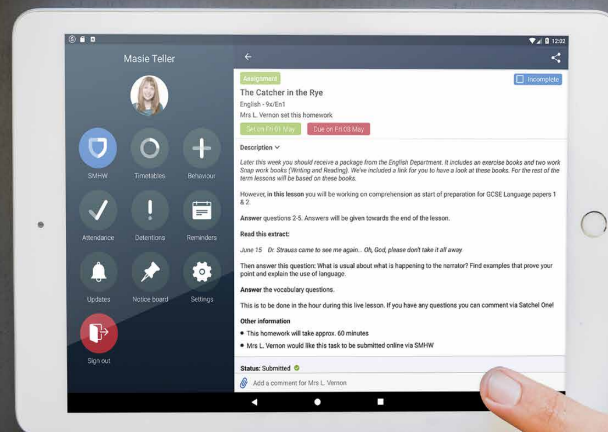 12:02
Masie Teller
SMHW
Timetables
Behaviour
Attendance
Detentions
Reminders
Updates
Notice board
Settings
Sign out
Assignment
Incomplete
The Catcher in the Rye
English - 9x/En1
Mrs L. Vernon set this homework
Set on Fri 01 May
Due on Fri 08 May
Description
Later this week you should receive a package from the English Department. It includes an exercise books and two work
Snap work books (Writing and Reading). We've included a link for you to have a look at these books. For the rest of the
term lessons will be based on these books.
However, in this lesson you will be working on comprehension as start of preparation for GCSE Language papers 1
& 2.
Answer questions 2-5. Answers will be given towards the end of the lesson.
Read this extract:
June 15 Dr. Strauss came to see me again... Oh, God, please don't take it all away.
Then answer this question: What is usual about what is happening to the narrator? Find examples that prove your
point and explain the use of language.
Answer the vocabulary questions.
This is to be done in the hour during this live lesson. If you have any questions you can comment via Satchel One!
Other information
• This homework will take approx. 60 minutes
• Mrs L. Vernon would like this task to be submitted online via SMHW
Status: Submitted
Add a comment for Mrs L. Vernon